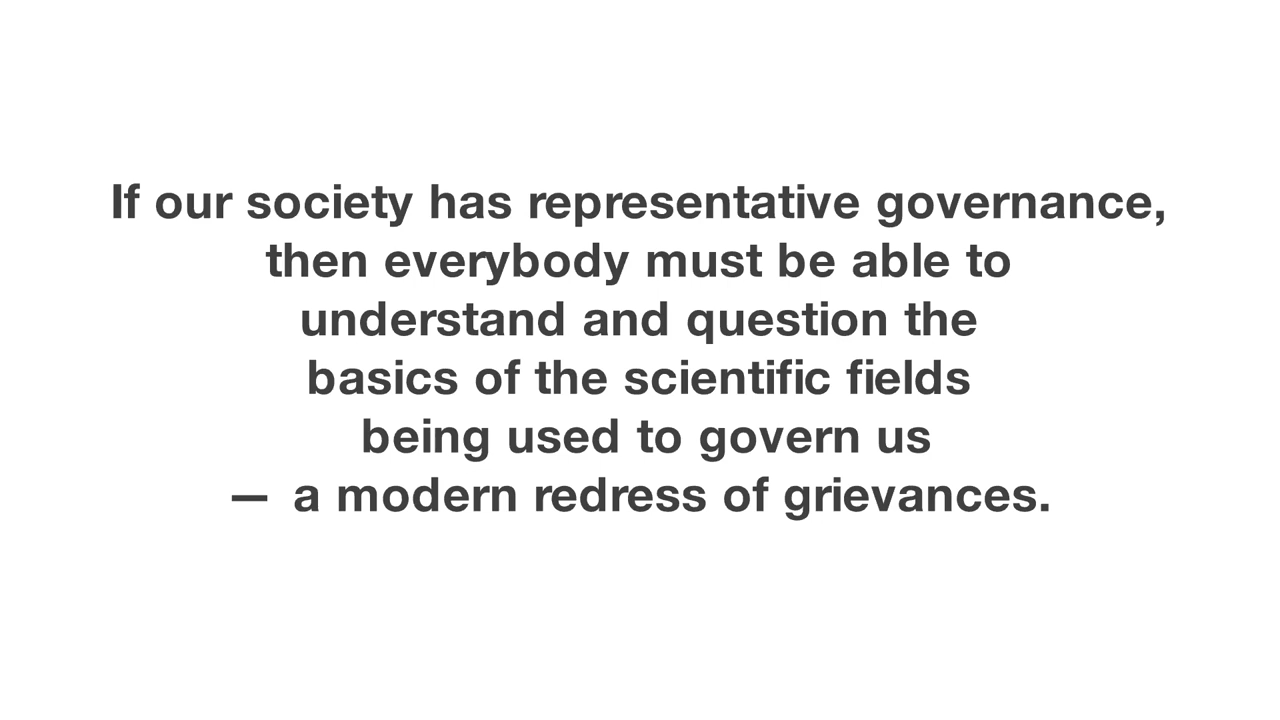 If our society has representative governance,
then everybody must be able to
understand and question the
basics of the scientific fields
being used to govern us
— a modern redress of grievances.